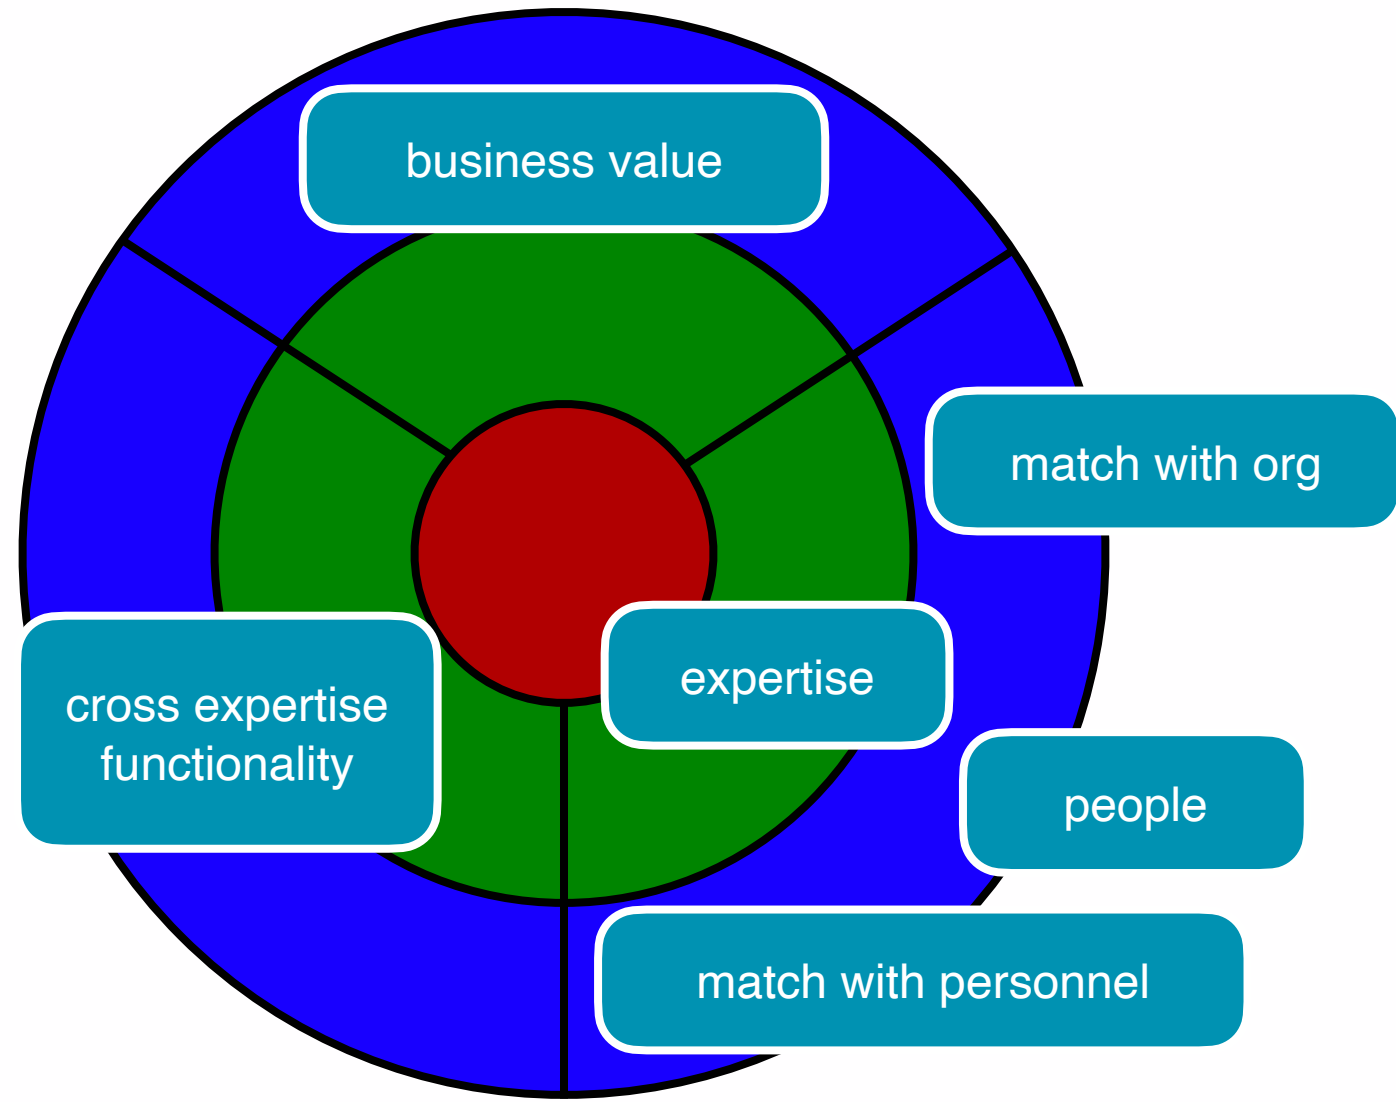 business value
match with org
expertise
cross expertise
functionality
people
match with personnel